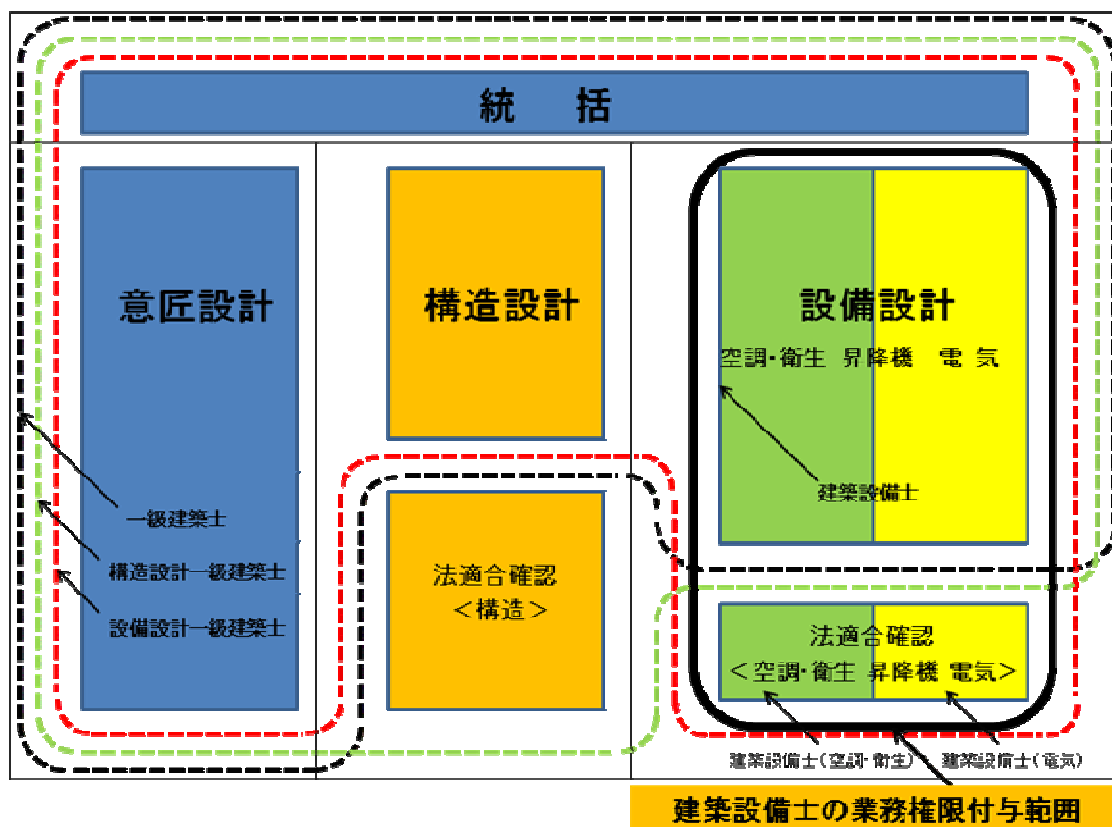 統　括
意匠設計
構造設計
設備設計
空調・衛生 昇降機 電 気
建築設備士
一級建築士
構造設計一級建築士
設備設計一級建築士
法適合確認
＜構造＞
法適合確認
＜空調・衛生 昇降機 電気＞
建築設備士（空調・衛生）
建築設備士（電気）
建築設備士の業務権限付与範囲